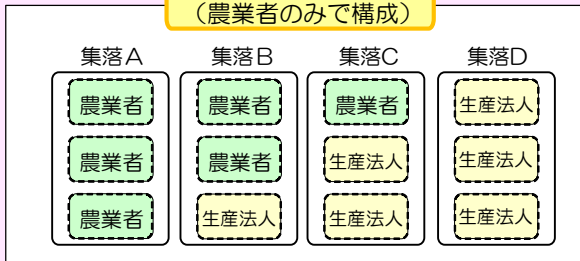 （農業者のみで構成）
集落A 集落B 集落C 集落D
農業者 農業者 農業者 生産法人
農業者 農業者 生産法人 生産法人
農業者 生産法人 生産法人 生産法人